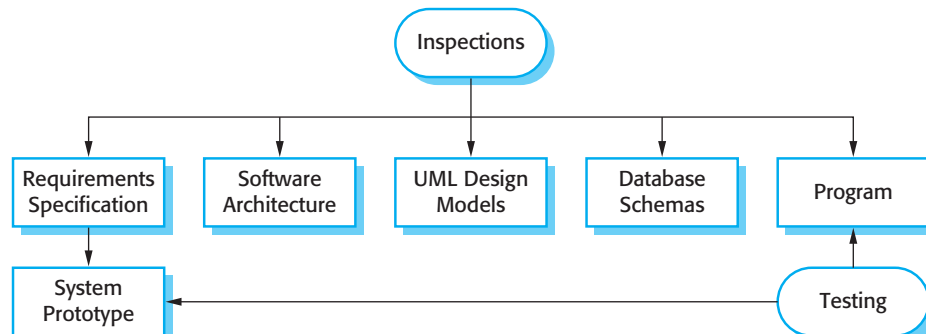 Inspections
Requirements
Specification
Software
Architecture
UML Design
Models
Database
Schemas
Program
System
Prototype
Testing